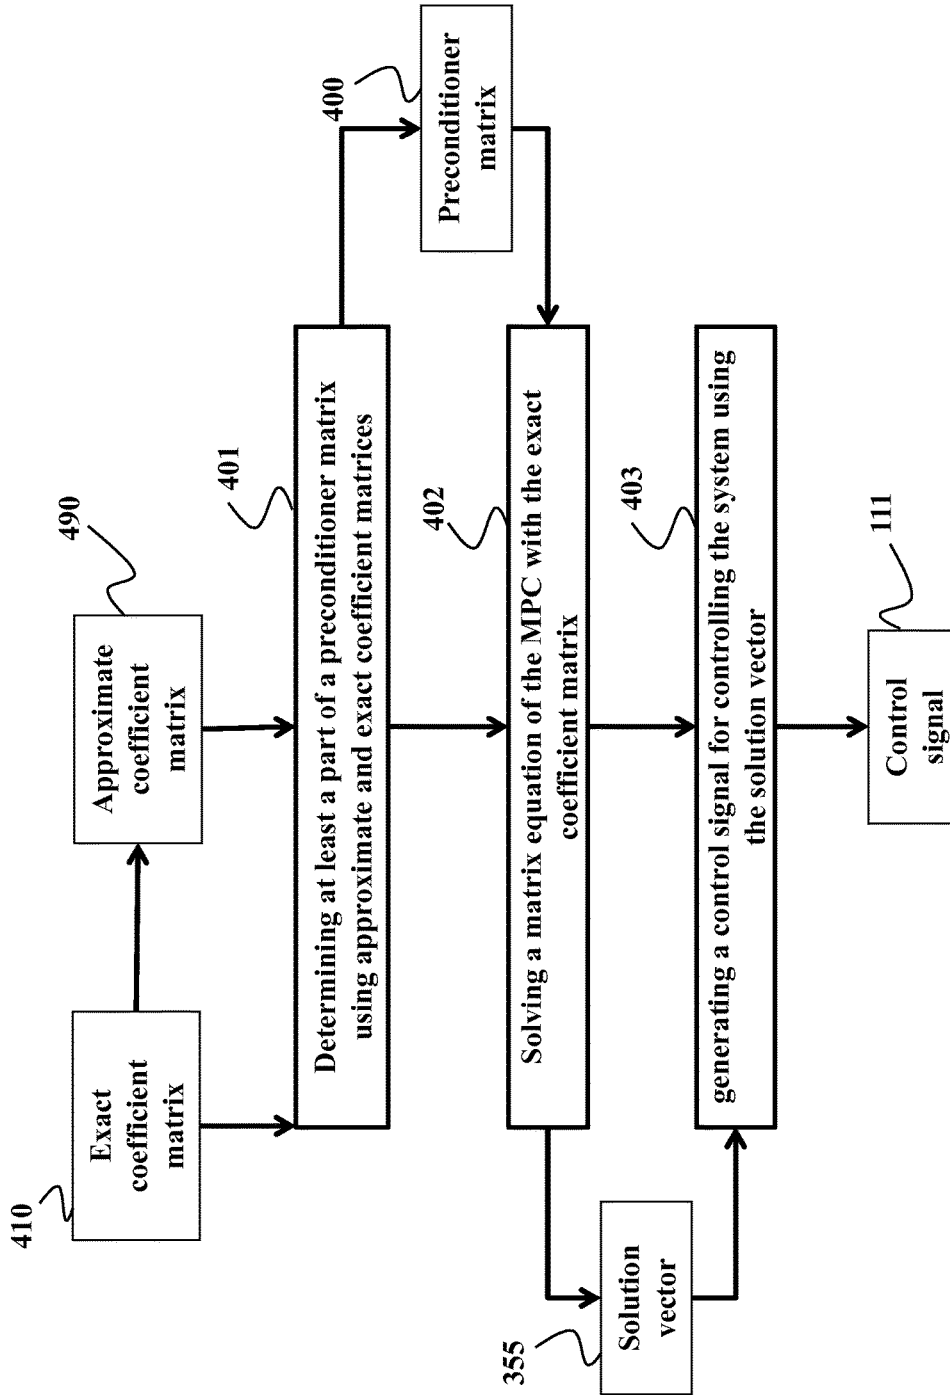 410
Exact
coefficient
matrix
490
Approximate
coefficient
matrix
401
Determining at least a part of a preconditioner matrix
using approximate and exact coefficient matrices
400
Preconditioner
matrix
402
Solving a matrix equation of the MPC with the exact
coefficient matrix
355
Solution
vector
403
generating a control signal for controlling the system using
the solution vector
111
Control
signal